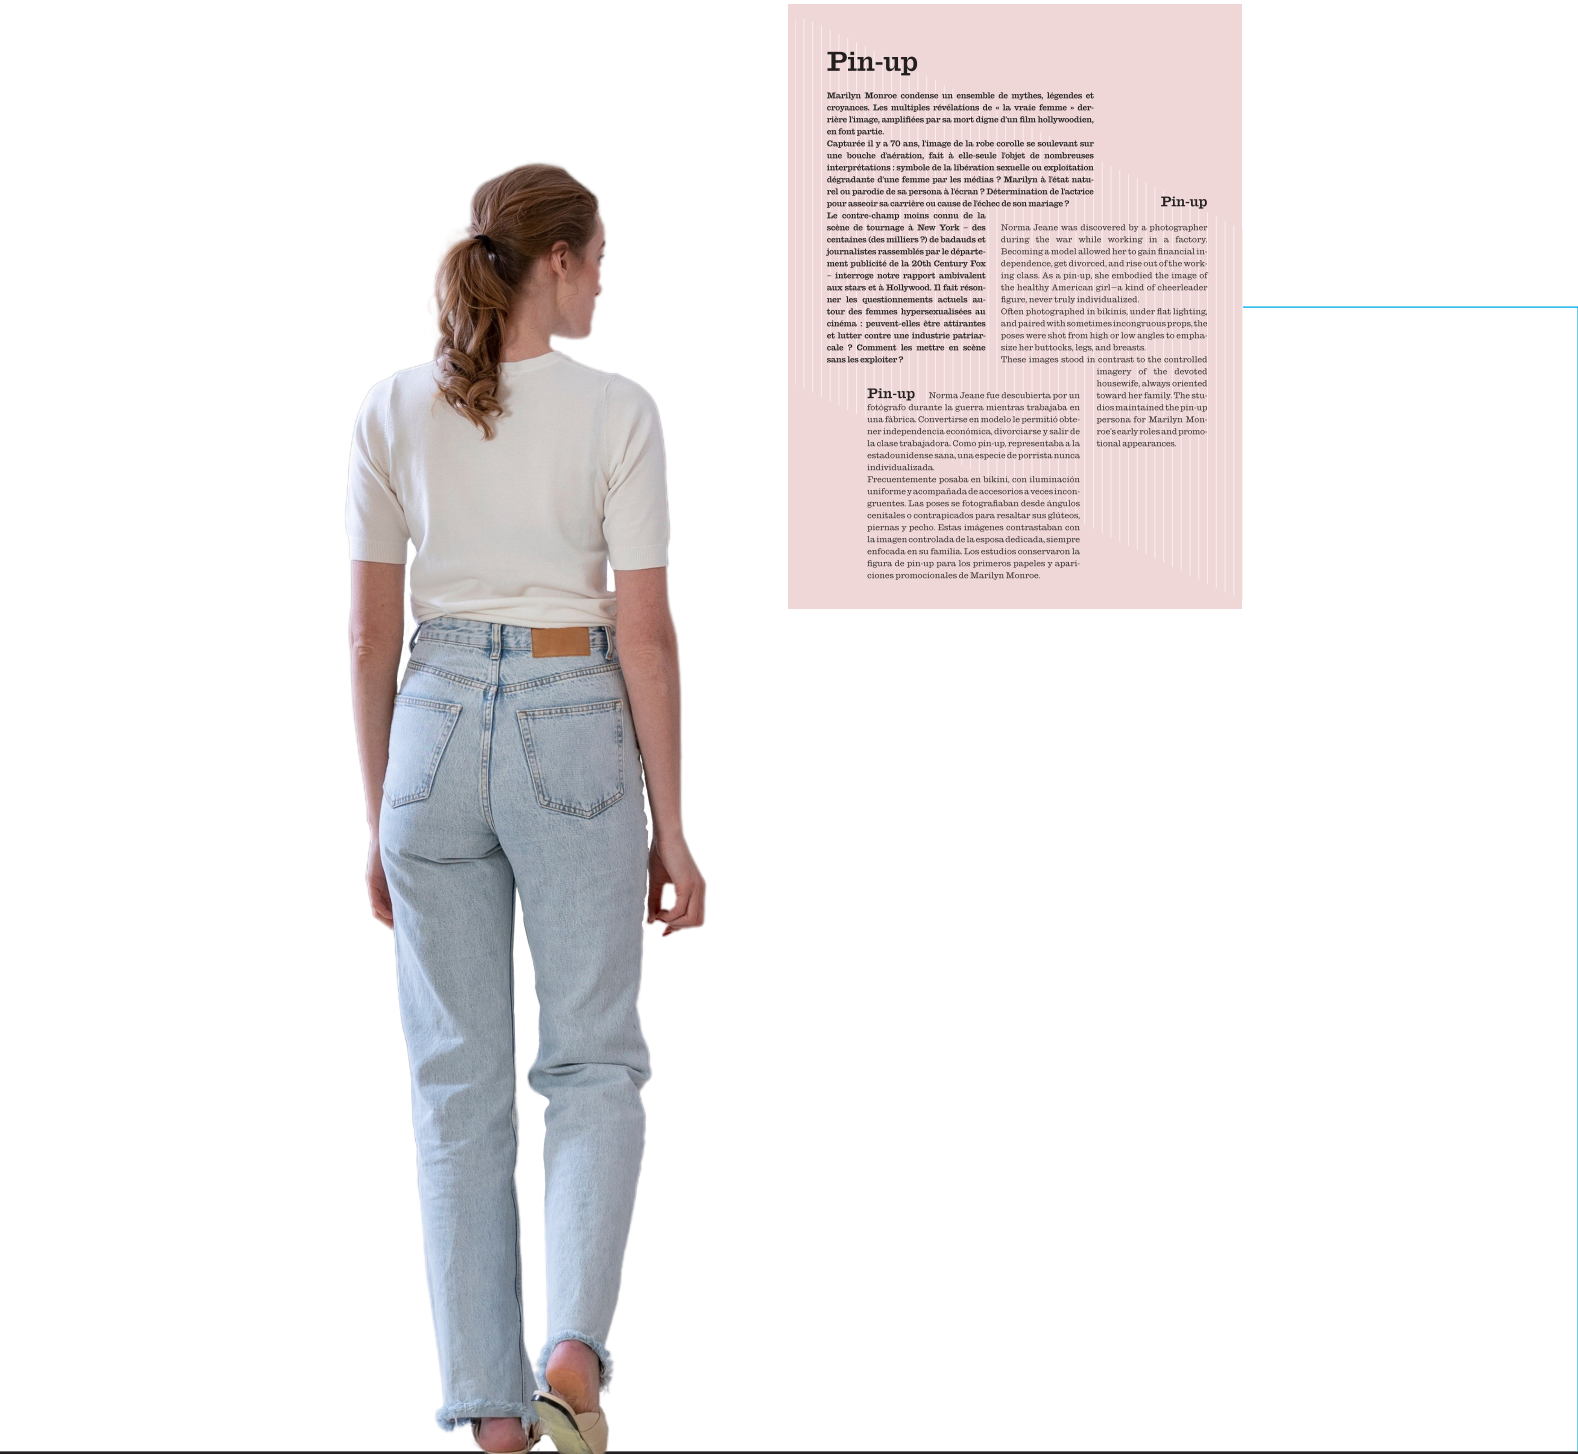 Pin-up
Marilyn Monroe condense un ensemble de mythes, légendes et
croyances. Les multiples révélations de « la vraie femme » der-
rière l'image, amplifiées par sa mort digne d'un film hollywoodien,
en font partie.
Capturée il y a 70 ans, l'image de la robe corolle se soulevant sur
une bouche d'aération, fait à elle-seule l'objet de nombreuses
interprétations : symbole de la libération sexuelle ou exploitation
dégradante d'une femme par les médias ? Marilyn à l'état natu-
rel ou parodie de sa persona à l'écran ? Détermination de l'actrice
pour asseoir sa carrière ou cause de l'échec de son mariage ?
Le contre-champ moins connu de la
scène de tournage à New York – des
centaines (des milliers ?) de badauds et
journalistes rassemblés par le départe-
ment publicité de la 20th Century Fox
– interroge notre rapport ambivalent
aux stars et à Hollywood. Il fait réson-
ner les questionnements actuels au-
tour des femmes hypersexualisées au
cinéma : peuvent-elles être attirantes
et lutter contre une industrie patriar-
cale ? Comment les mettre en scène
sans les exploiter ?
Pin-up
Norma Jeane was discovered by a photographer
during the war while working in a factory.
Becoming a model allowed her to gain financial in-
dependence, get divorced, and rise out of the work-
ing class. As a pin-up, she embodied the image of
the healthy American girl—a kind of cheerleader
figure, never truly individualized.
Often photographed in bikinis, under flat lighting,
and paired with sometimes incongruous props, the
poses were shot from high or low angles to empha-
size her buttocks, legs, and breasts.
These images stood in contrast to the controlled
imagery of the devoted
housewife, always oriented
toward her family. The stu-
dios maintained the pin-up
persona for Marilyn Mon-
roe's early roles and promo-
tional appearances.
Pin-up Norma Jeane fue descubierta por un
fotógrafo durante la guerra mientras trabajaba en
una fábrica. Convertirse en modelo le permitió obte-
ner independencia económica, divorciarse y salir de
la clase trabajadora. Como pin-up, representaba a la
estadounidense sana, una especie de porrista nunca
individualizada.
Frecuentemente posaba en bikini, con iluminación
uniforme y acompañada de accesorios a veces incon-
gruentes. Las poses se fotografiaban desde ángulos
cenitales o contrapicados para resaltar sus glúteos,
piernas y pecho. Estas imágenes contrastaban con
la imagen controlada de la esposa dedicada, siempre
enfocada en su familia. Los estudios conservaron la
figura de pin-up para los primeros papeles y apari-
ciones promocionales de Marilyn Monroe.